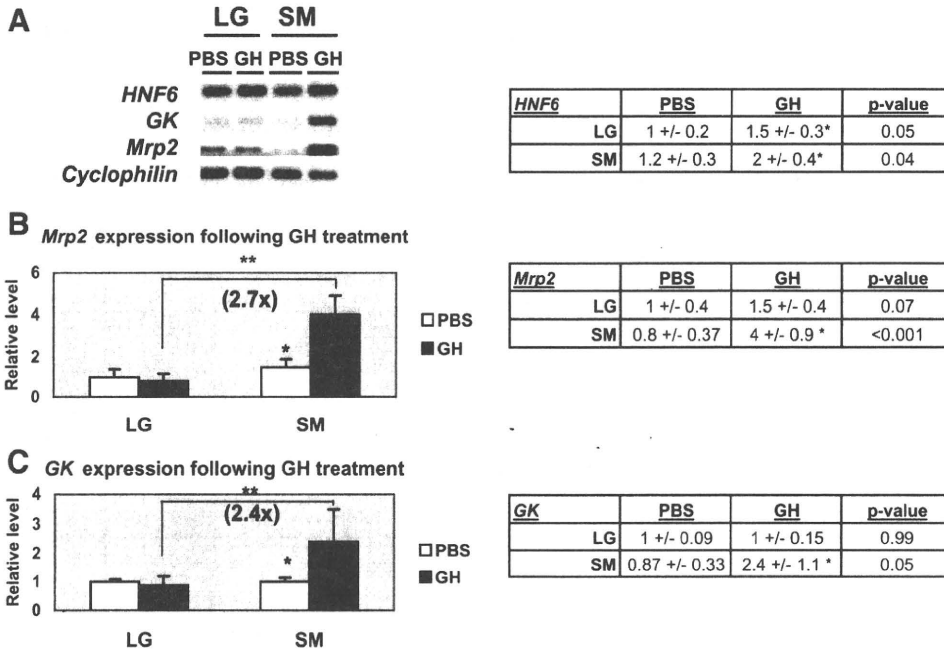 A
LG SM
PBS GH PBS GH
HNF6
GK
Mrp2
Cyclophilin
HNF6 PBS GH p-value
LG 1 +/- 0.2 1.5 +/- 0.3* 0.05
SM 1.2 +/- 0.3 2 +/- 0.4* 0.04
B
Mrp2 expression following GH treatment
**
(2.7x)
*
Relative level
6
4
2
0
LG SM
PBS
GH
Mrp2 PBS GH p-value
LG 1 +/- 0.4 1.5 +/- 0.4 0.07
SM 0.8 +/- 0.37 4 +/- 0.9 * <0.001
C
GK expression following GH treatment
**
(2.4x)
*
Relative level
4
3
2
1
0
LG SM
PBS
GH
GK PBS GH p-value
LG 1 +/- 0.09 1 +/- 0.15 0.99
SM 0.87 +/- 0.33 2.4 +/- 1.1 * 0.05